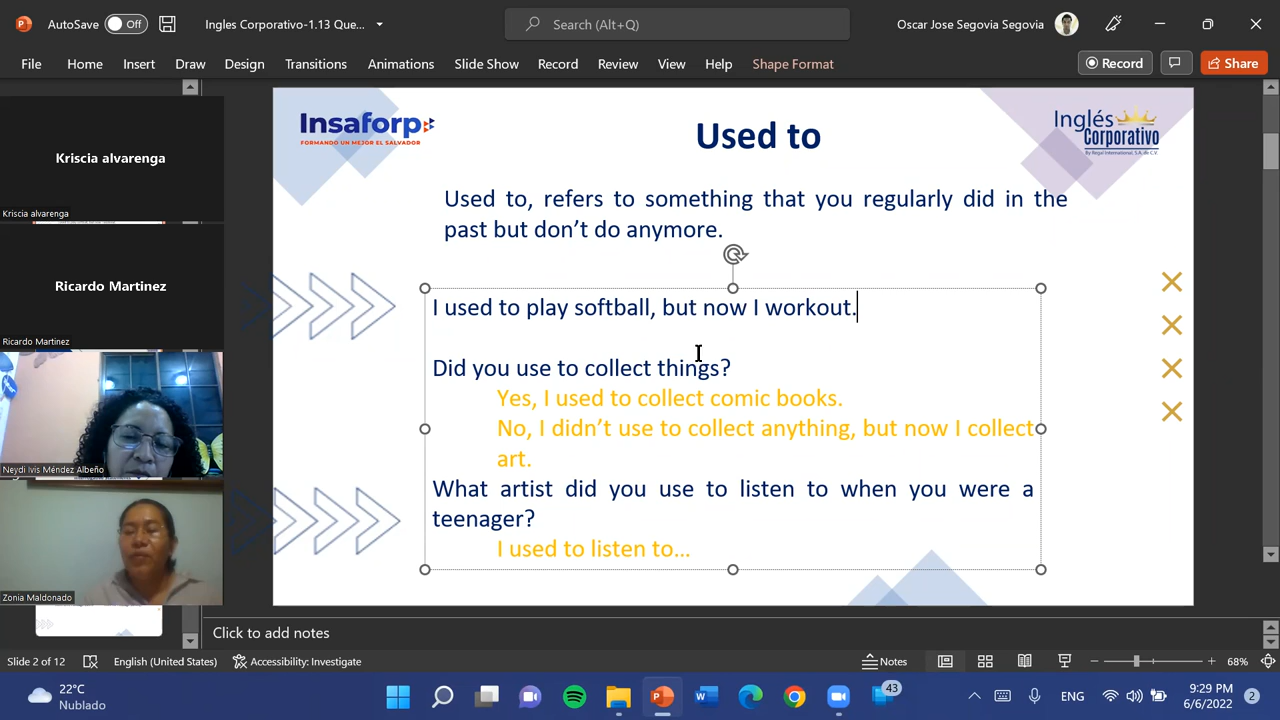 AutoSave Off Ingles Corporativo-1.13 Que... Search (Alt+Q) Oscar Jose Segovia Segovia
File Home Insert Draw Design Transitions Animations Slide Show Record Review View Help Shape Format Record Share
Kriscia alvarenga
Kriscia alvarenga
Ricardo Martinez
Ricardo Martinez
Neydi Ivis Méndez Albeño
Zonia Maldonado
Insaforp
FORMANDO UN MEJOR EL SALVADOR
Inglés
Corporativo
By Regal International, S.A. de C.V.
Used to
Used to, refers to something that you regularly did in the
past but don't do anymore.
I used to play softball, but now I workout.
Did you use to collect things?
Yes, I used to collect comic books.
No, I didn't use to collect anything, but now I collect
art.
What artist did you use to listen to when you were a
teenager?
I used to listen to...
Click to add notes
Slide 2 of 12 English (United States) Accessibility: Investigate Notes 68%
22°C
Nublado
43
ENG
9:29 PM
6/6/2022
2